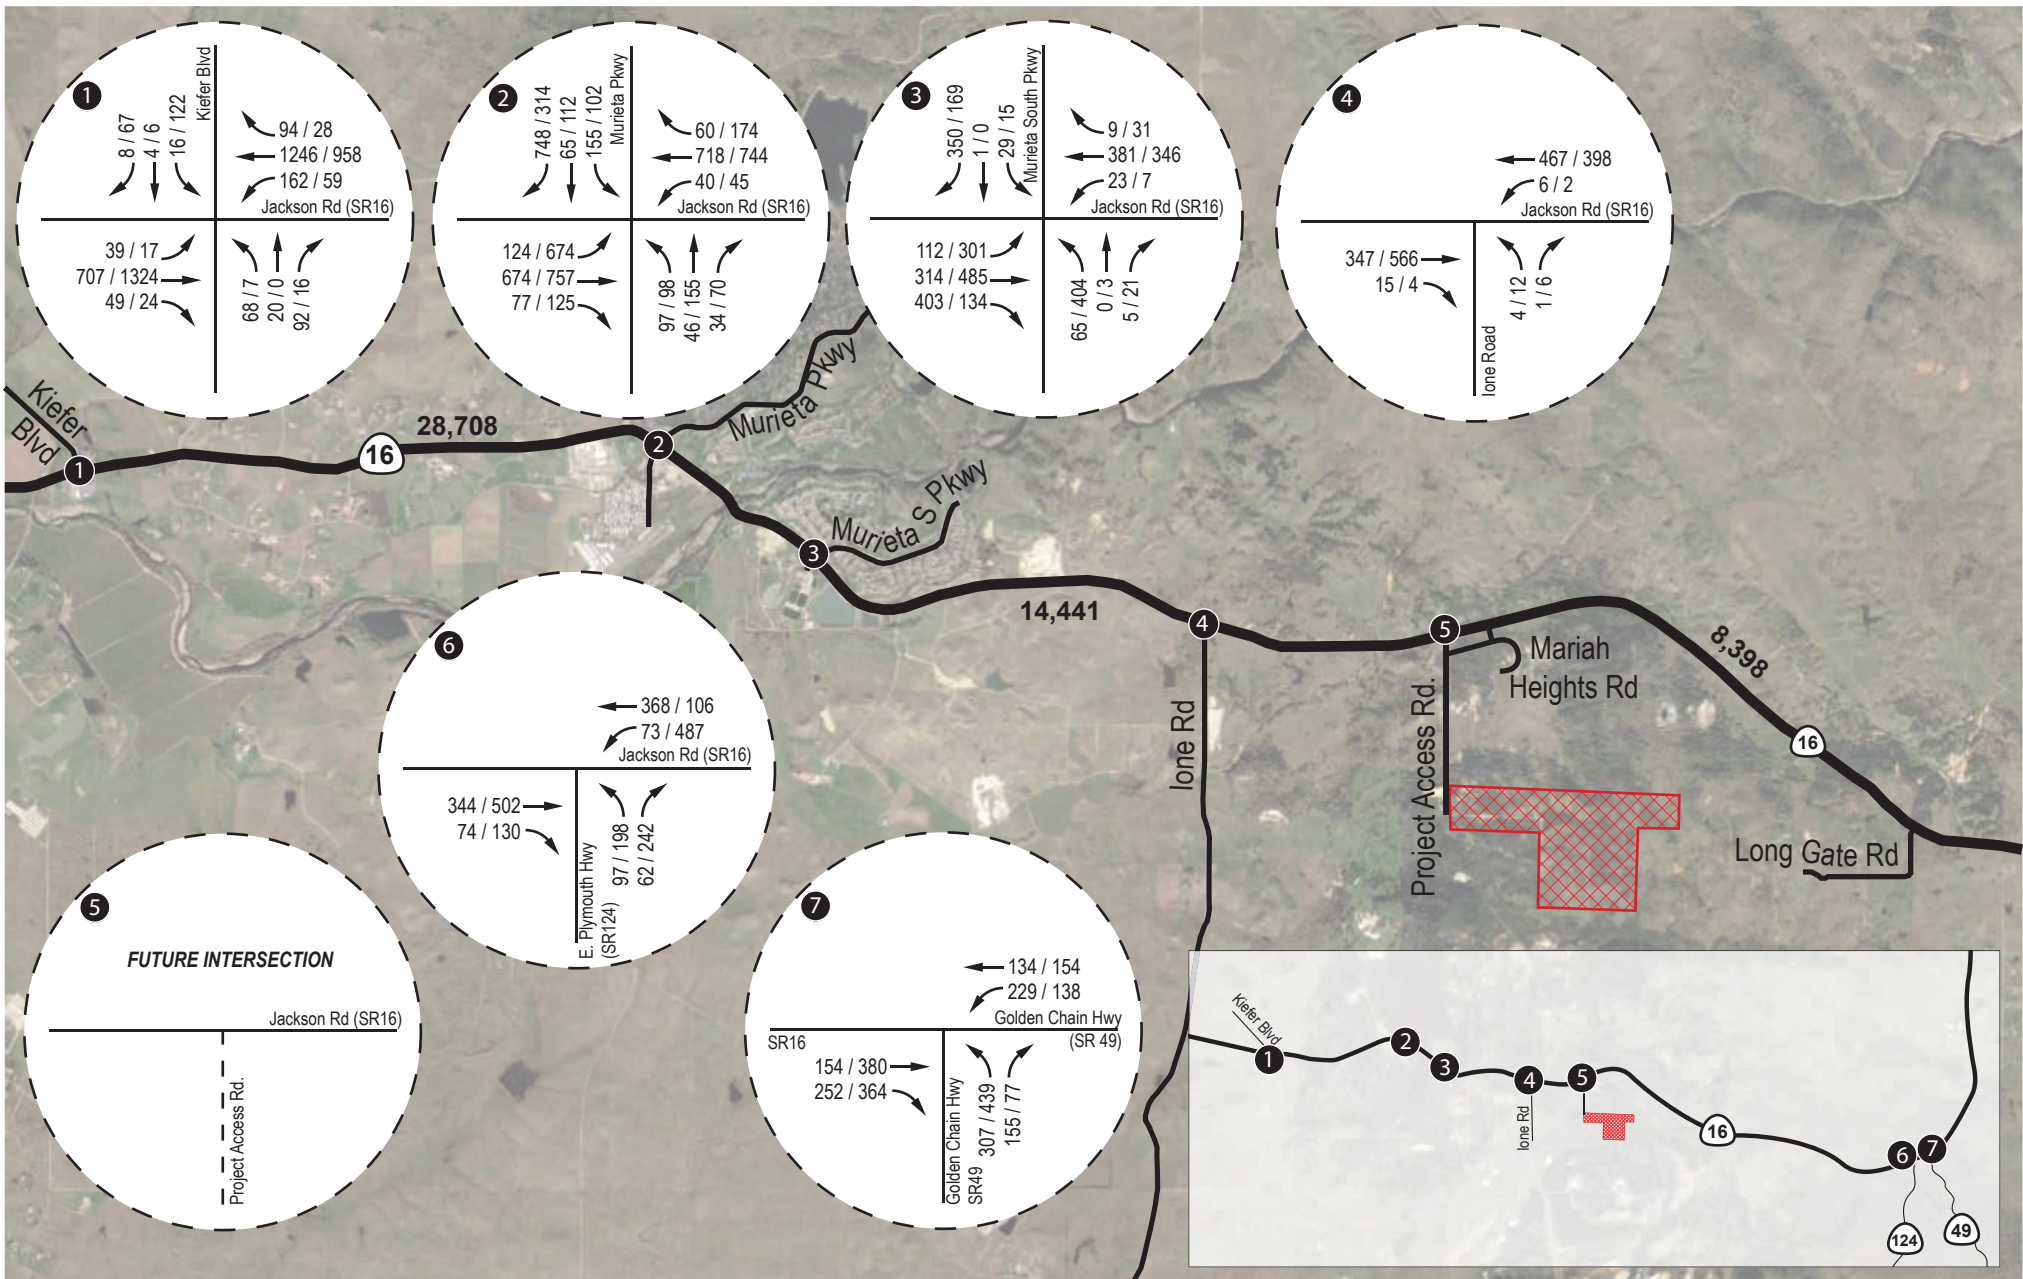 1
Kiefer Blvd
8 / 67
4 / 6
16 / 122
94 / 28
1246 / 958
162 / 59
Jackson Rd (SR16)
39 / 17
707 / 1324
49 / 24
68 / 7
20 / 0
92 / 16
2
Murieta Pkwy
748 / 314
65 / 112
155 / 102
60 / 174
718 / 744
40 / 45
Jackson Rd (SR16)
124 / 674
674 / 757
77 / 125
97 / 98
46 / 155
34 / 70
3
Murieta South Pkwy
350 / 169
1 / 0
29 / 15
9 / 31
381 / 346
23 / 7
Jackson Rd (SR16)
112 / 301
314 / 485
403 / 134
65 / 404
0 / 3
5 / 21
4
467 / 398
6 / 2
Jackson Rd (SR16)
347 / 566
15 / 4
4 / 12
1 / 6
Ione Road
Kiefer
Blvd
1
28,708
16
2
Murieta Pkwy
3
Murieta S Pkwy
14,441
4
Ione Rd
5
Mariah
Heights Rd
Project Access Rd.
8,398
16
Long Gate Rd
6
368 / 106
73 / 487
Jackson Rd (SR16)
344 / 502
74 / 130
97 / 198
62 / 242
E. Plymouth Hwy
(SR124)
5
FUTURE INTERSECTION
Jackson Rd (SR16)
Project Access Rd.
7
134 / 154
229 / 138
Golden Chain Hwy
(SR 49)
SR16
154 / 380
252 / 364
307 / 439
155 / 77
Golden Chain Hwy
SR49
Kiefer Blvd
1
2
3
4
5
Ione Rd
16
6
7
124
49